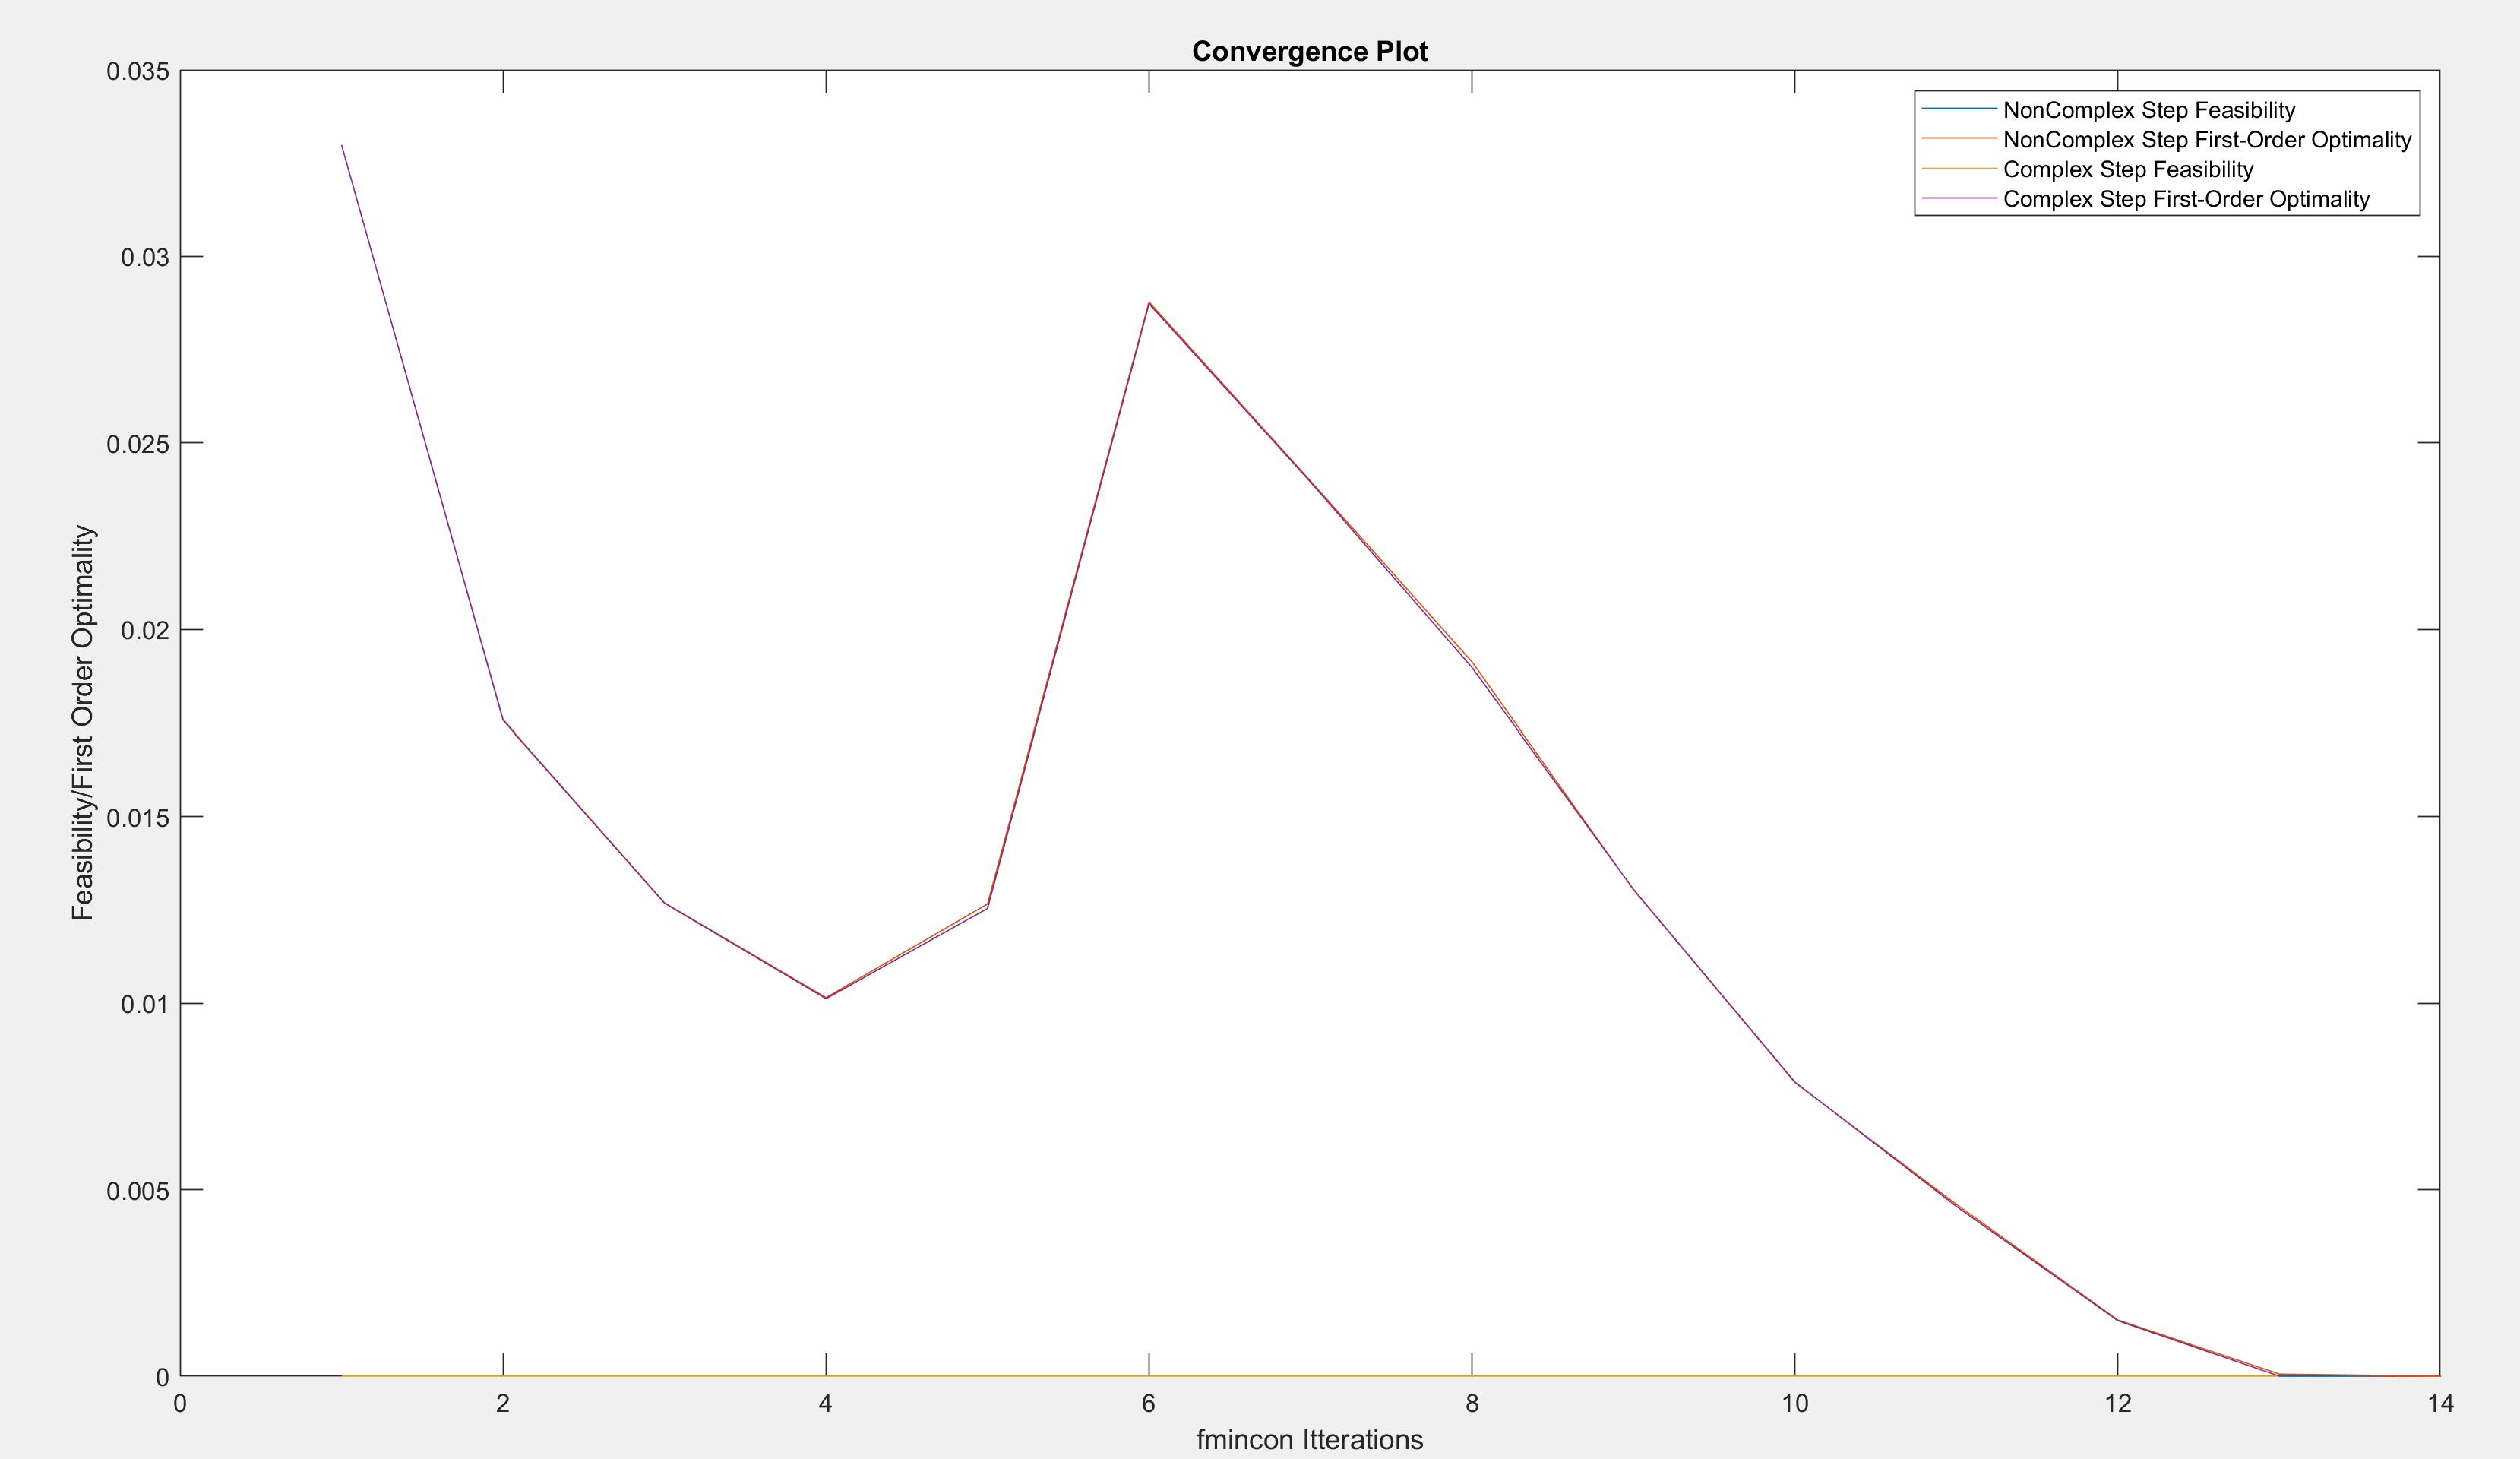 Convergence Plot
0.035
0.03
0.025
0.02
0.015
0.01
0.005
0
Feasibility/First Order Optimality
NonComplex Step Feasibility
NonComplex Step First-Order Optimality
Complex Step Feasibility
Complex Step First-Order Optimality
0 2 4 6 8 10 12 14
fmincon Itterations